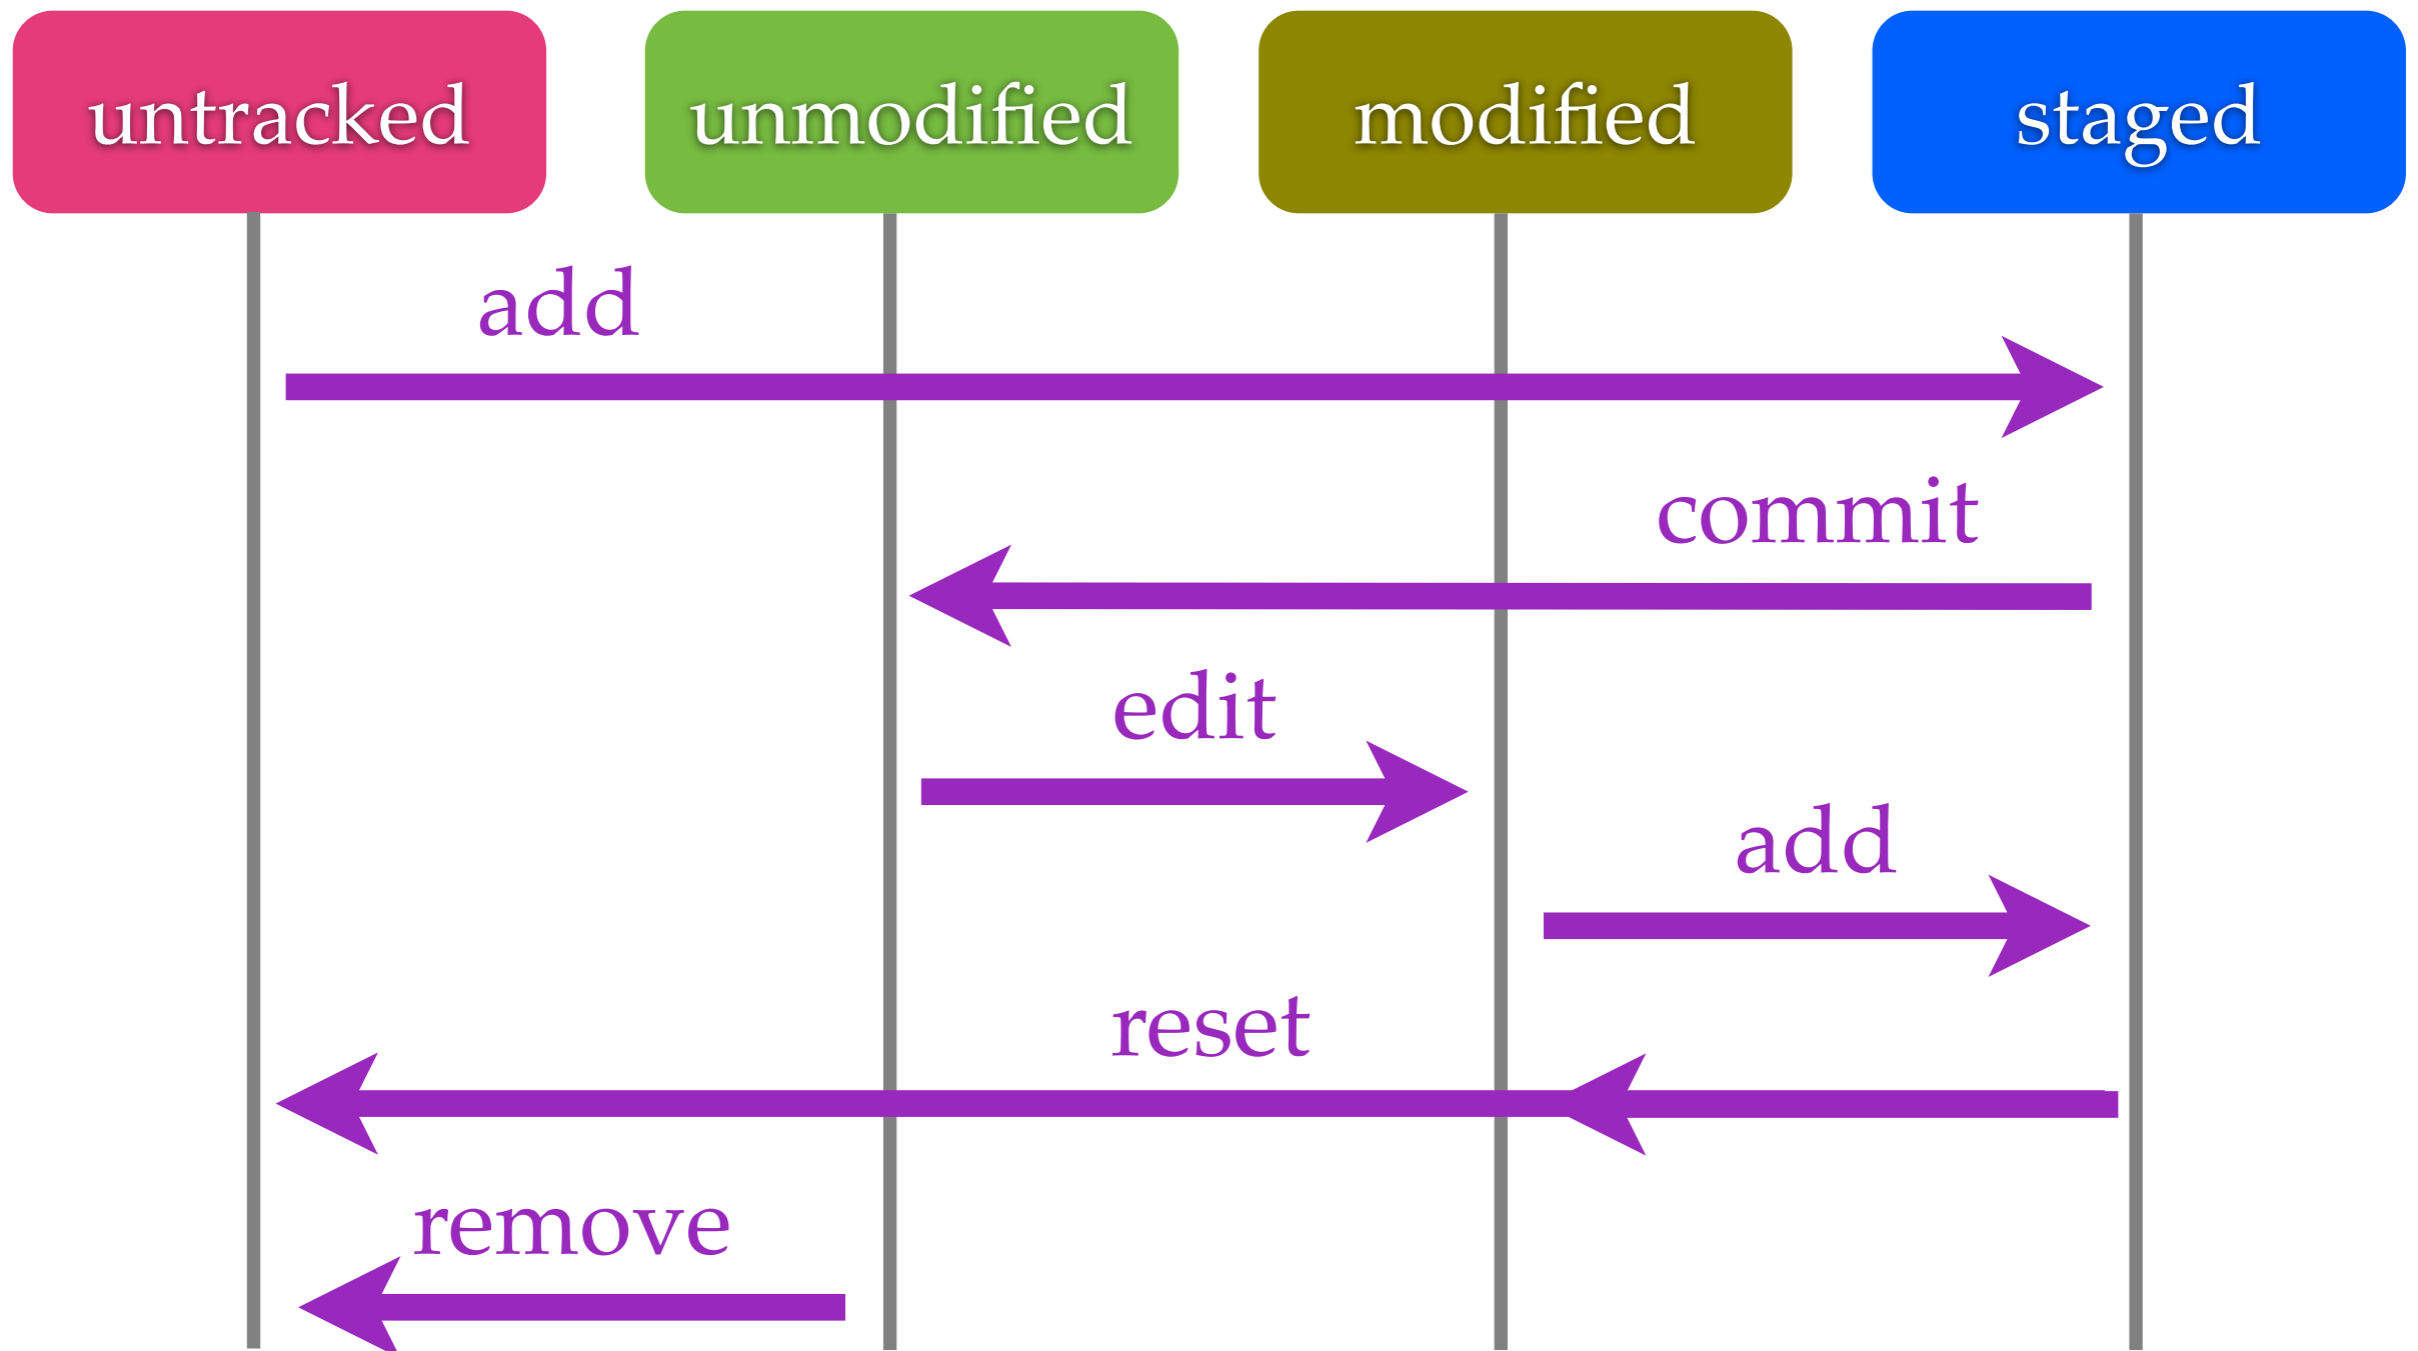 untracked
unmodified
modified
staged
add
commit
edit
add
reset
remove